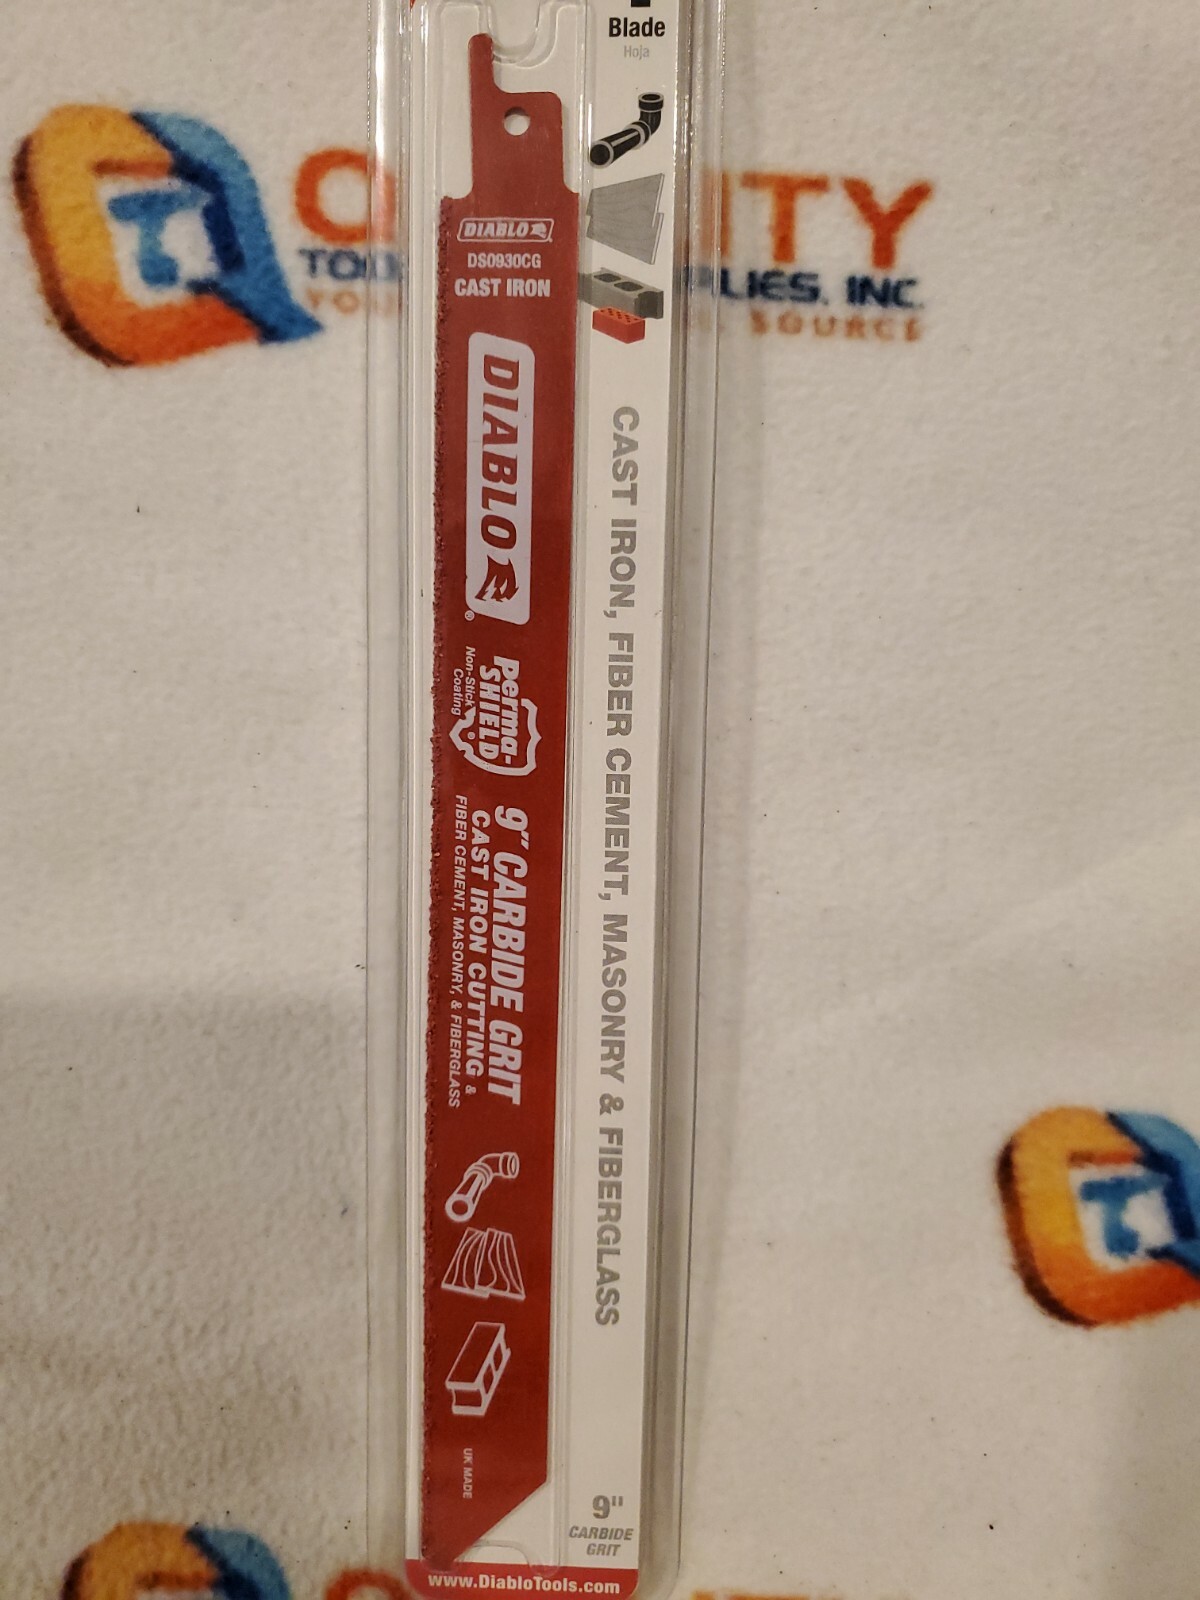 Blade
Hoja
DIABLO
DS0930CG
CAST IRON
DIABLO®
Perma-
SHIELD®
Non-Stick
Coating
9" CARBIDE GRIT
CAST IRON CUTTING &
FIBER CEMENT, MASONRY, & FIBERGLASS
UK MADE
CAST IRON, FIBER CEMENT, MASONRY & FIBERGLASS
9"
CARBIDE
GRIT
www.DiabloTools.com
INC.
SOURCE